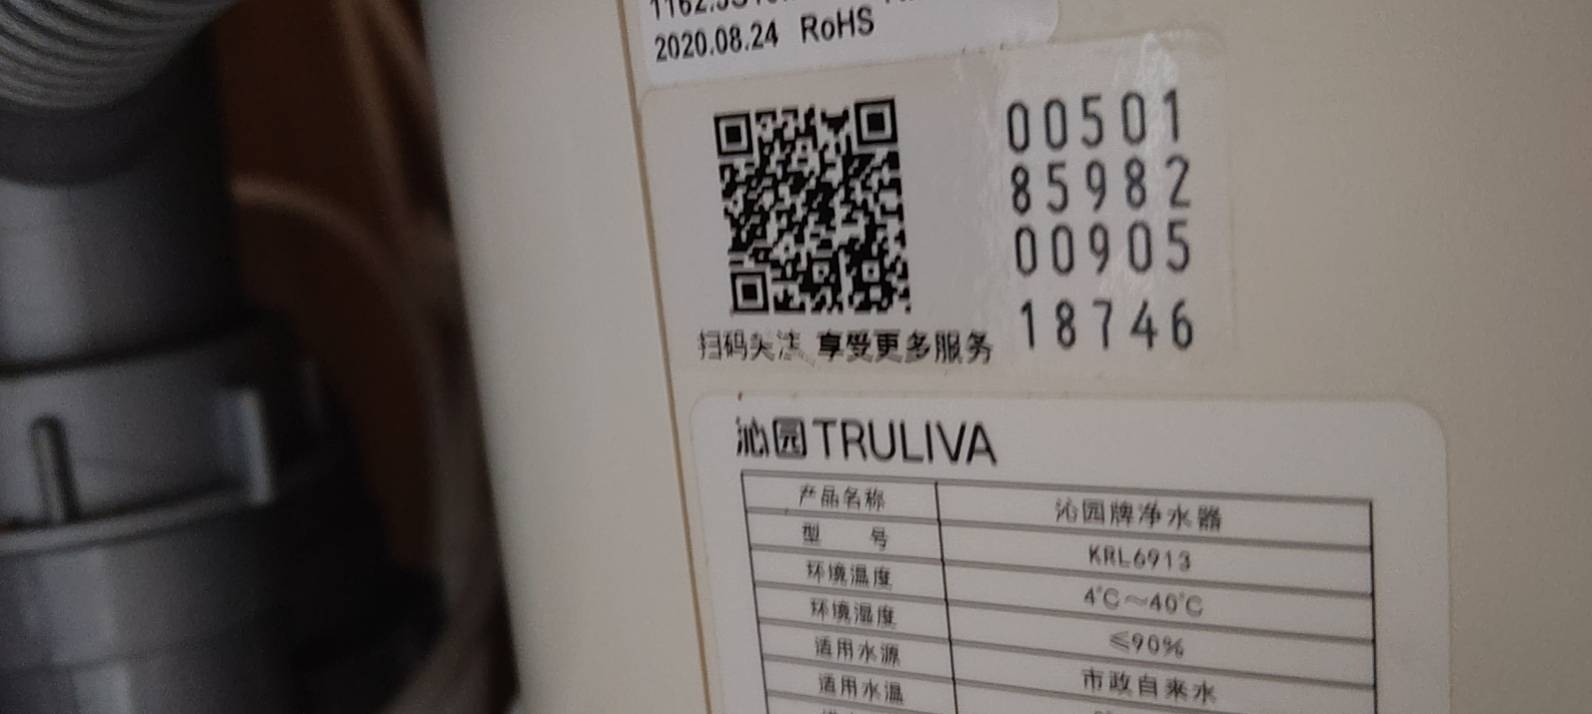 2020.08.24 RoHS
00501
85982
00905
18746
扫码关注 享受更多服务
沁园TRULIVA
产品名称 沁园牌净水器
型 号 KRL6913
环境温度 4℃~40℃
环境湿度 ≤90%
适用水源 市政自来水
适用水温